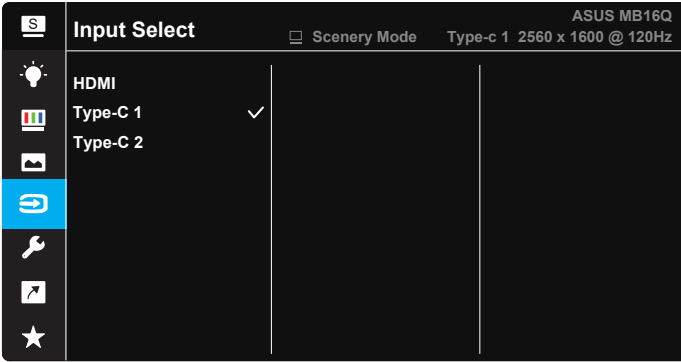 S
Input Select
ASUS MB16Q
Scenery Mode Type-c 1 2560 x 1600 @ 120Hz
HDMI
Type-C 1
Type-C 2